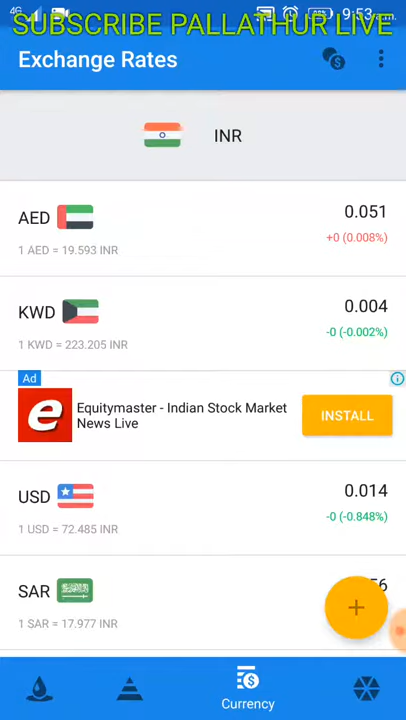 4G
9:53 a.m.
SUBSCRIBE PALLATHUR LIVE
Exchange Rates
INR
AED
0.051
+0 (0.008%)
1 AED = 19.593 INR
KWD
0.004
-0 (-0.002%)
1 KWD = 223.205 INR
Ad
Equitymaster - Indian Stock Market
News Live
INSTALL
USD
0.014
-0 (-0.848%)
1 USD = 72.485 INR
SAR
1 SAR = 17.977 INR
Currency